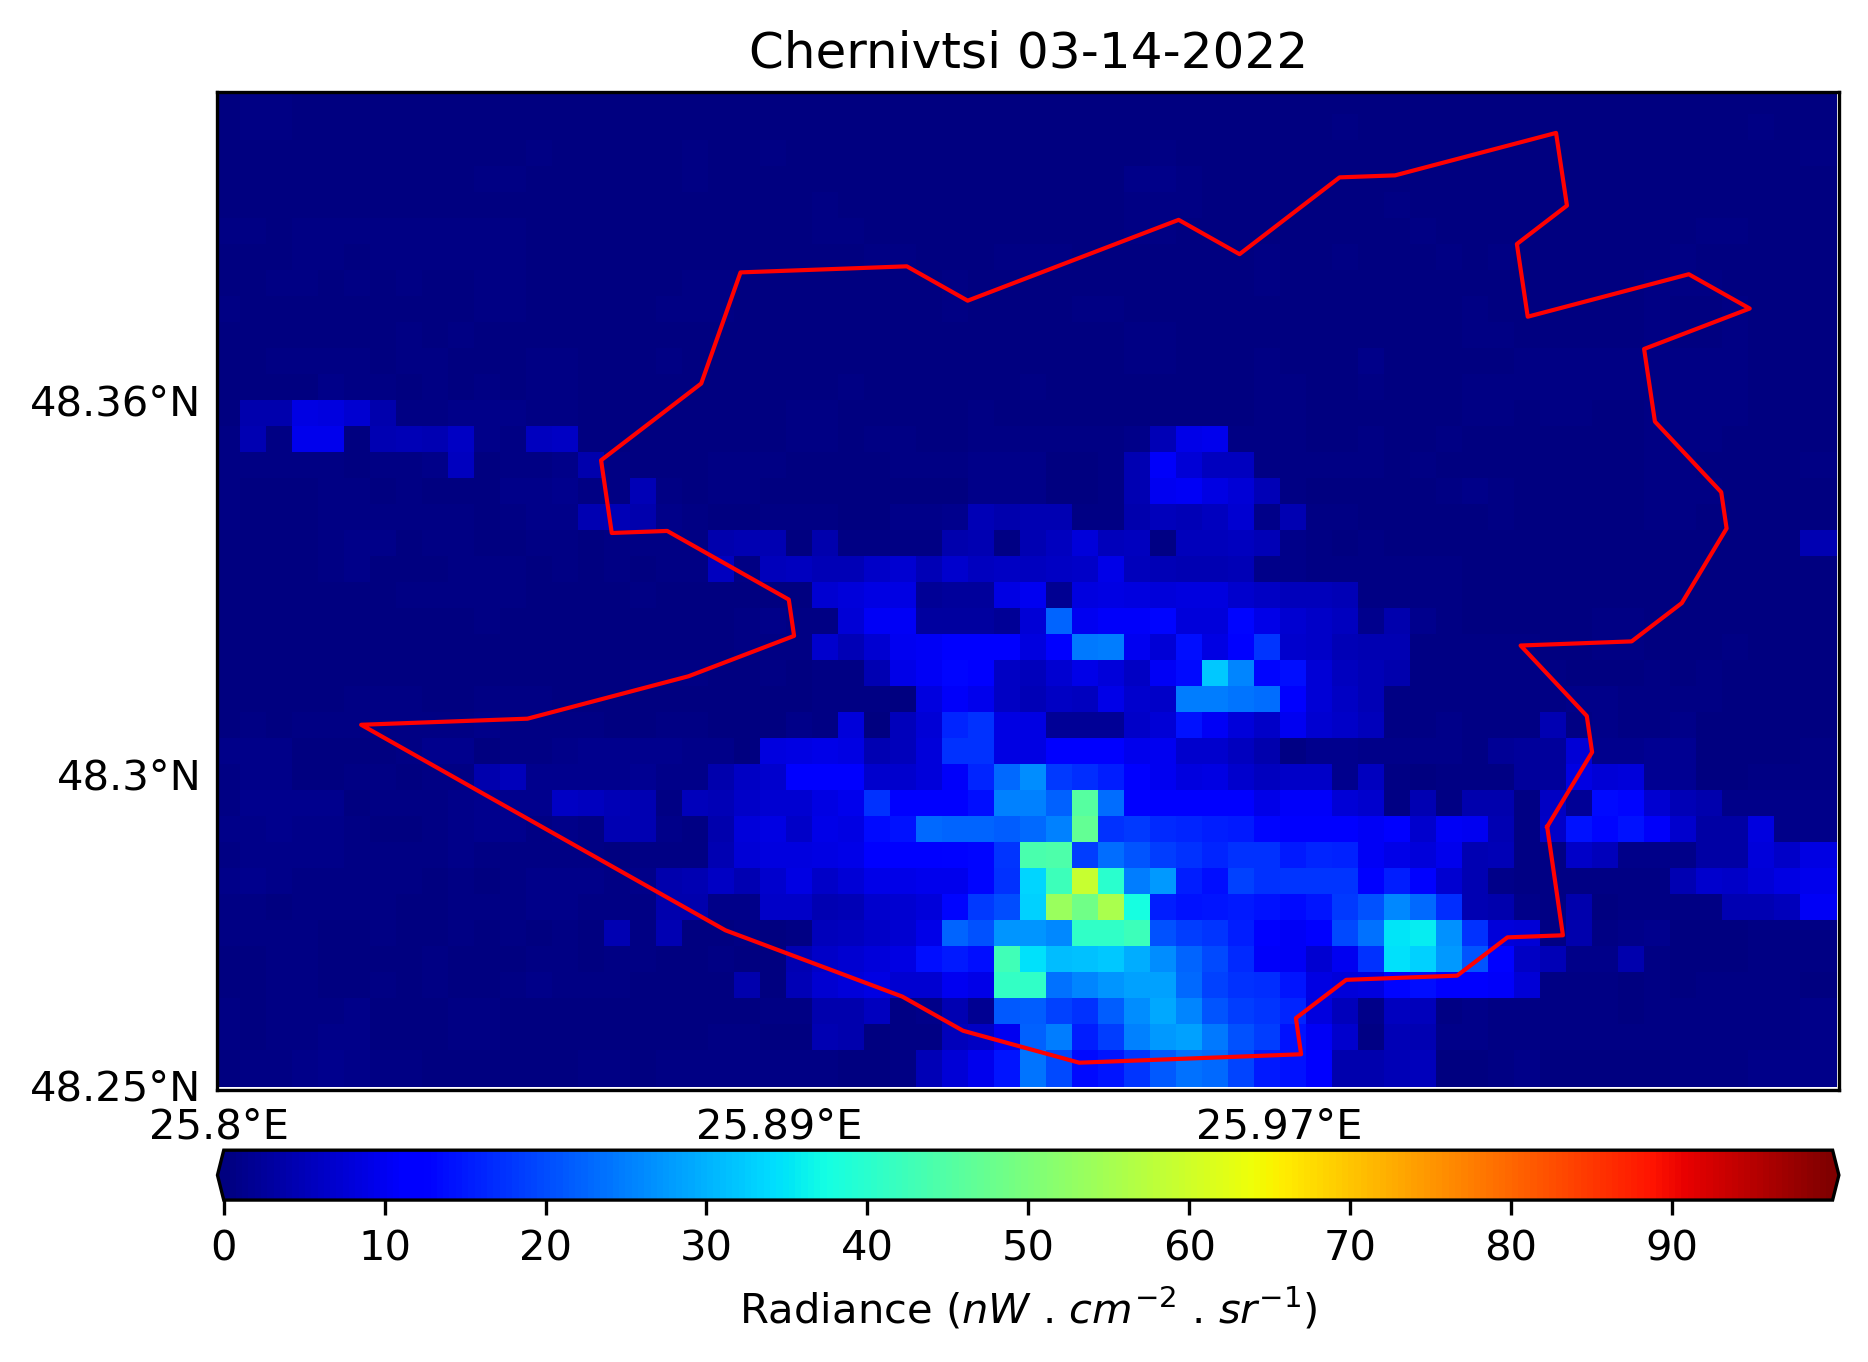 Chernivtsi 03-14-2022
48.36°N
48.3°N
48.25°N
25.8°E 25.89°E 25.97°E
0 10 20 30 40 50 60 70 80 90
Radiance (nW . cm⁻² . sr⁻¹)